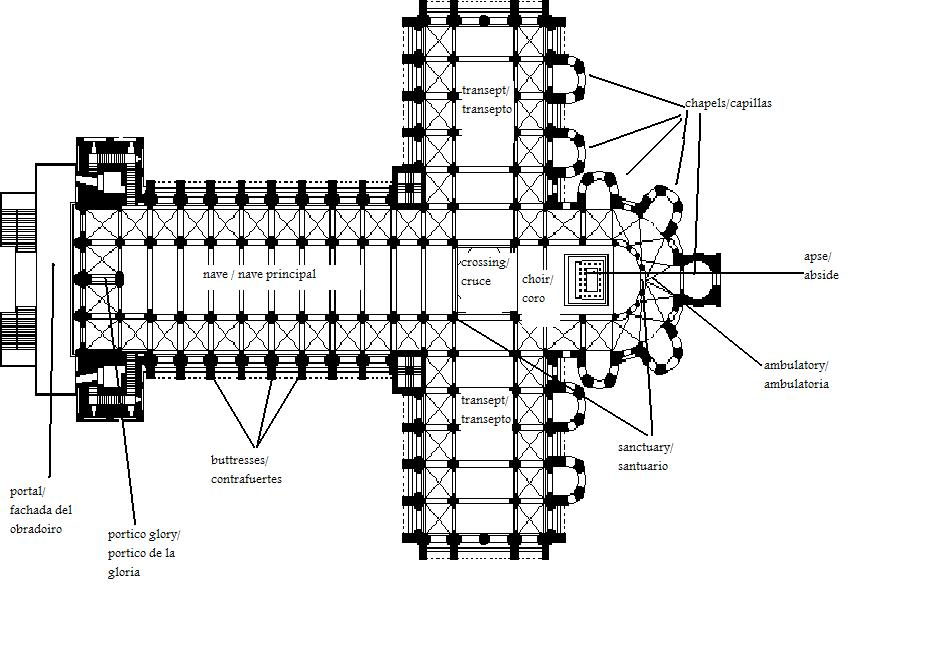 transept/
transepto
chapels/capillas
nave / nave principal
crossing/
cruce
choir/
coro
apse/
abside
ambulatory/
ambulatoria
transept/
transepto
sanctuary/
santuario
buttresses/
contrafuertes
portal/
fachada del
obradoiro
portico glory/
portico de la
gloria